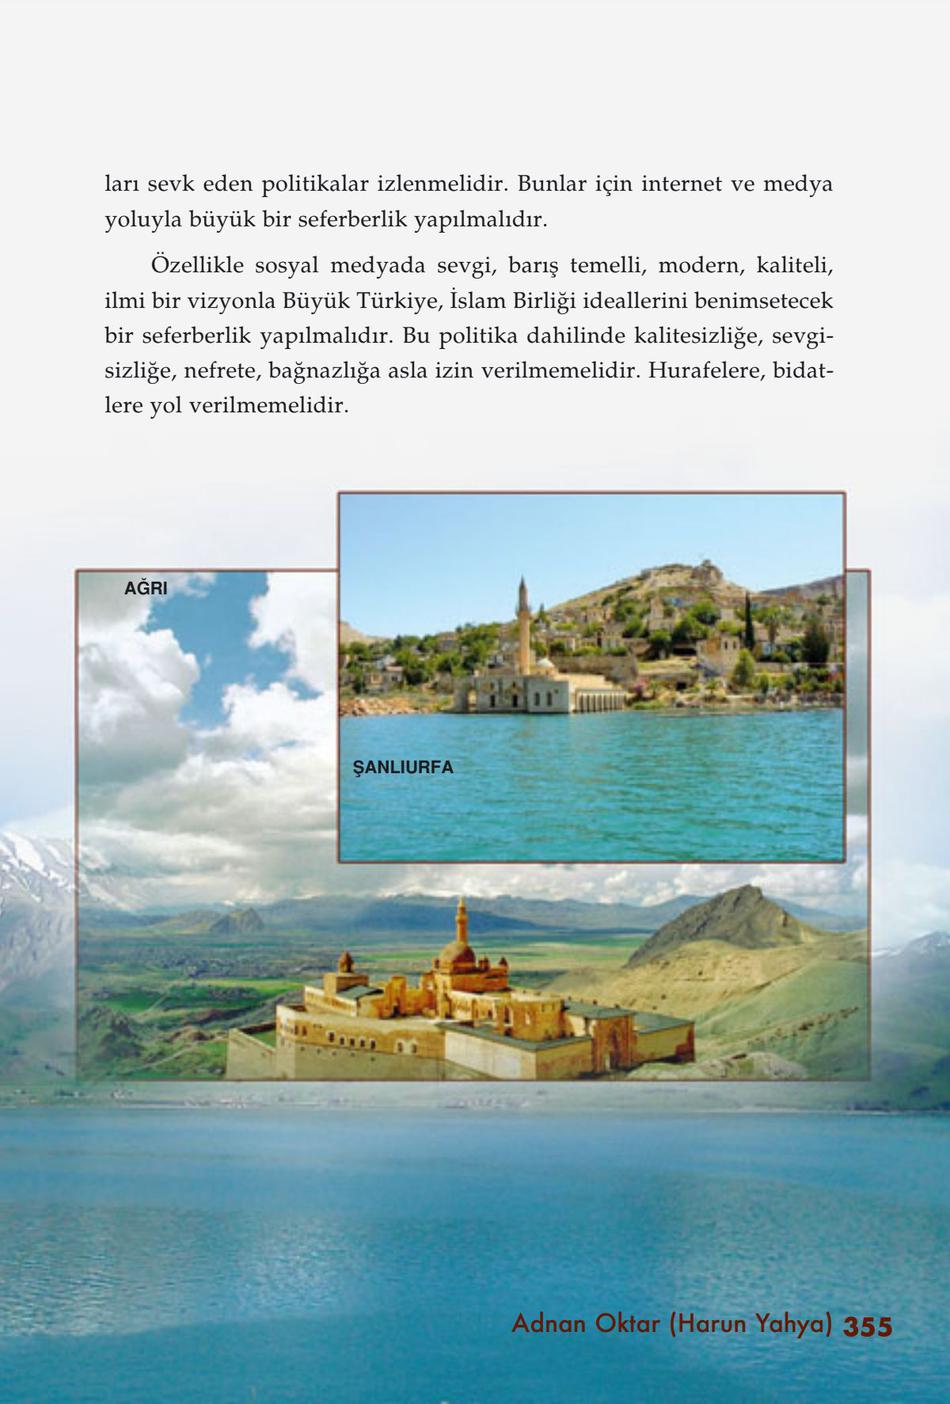 ları sevk eden politikalar izlenmelidir. Bunlar için internet ve medya
yoluyla büyük bir seferberlik yapılmalıdır.
Özellikle sosyal medyada sevgi, barış temelli, modern, kaliteli,
ilmi bir vizyonla Büyük Türkiye, İslam Birliği ideallerini benimsetecek
bir seferberlik yapılmalıdır. Bu politika dahilinde kalitesizliğe, sevgi-
sizliğe, nefrete, bağnazlığa asla izin verilmemelidir. Hurafelere, bidat-
lere yol verilmemelidir.
AĞRI
ŞANLIURFA
Adnan Oktar (Harun Yahya) 355